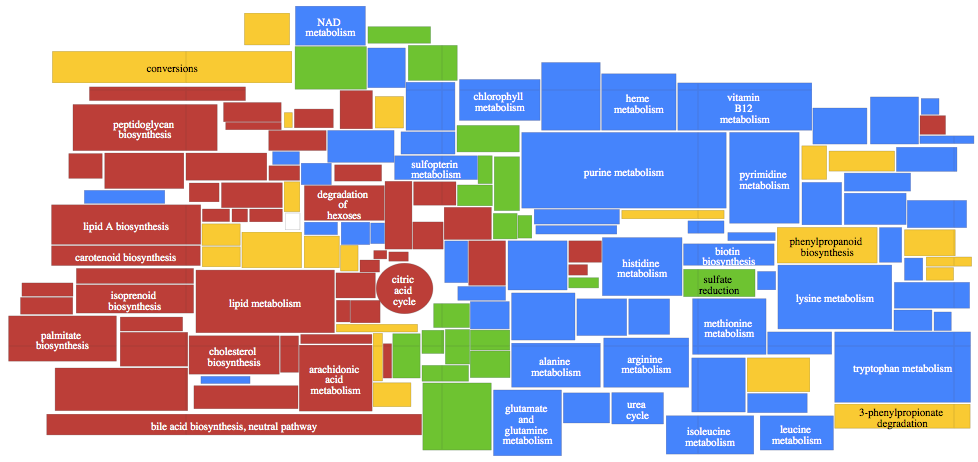 NAD
metabolism
conversions
chlorophyll
metabolism
heme
metabolism
vitamin
B12
metabolism
peptidoglycan
biosynthesis
sulfopterin
metabolism
purine metabolism
pyrimidine
metabolism
degradation
of
hexoses
lipid A biosynthesis
carotenoid biosynthesis
phenylpropanoid
biosynthesis
biotin
biosynthesis
histidine
metabolism
sulfate
reduction
citric
acid
cycle
isoprenoid
biosynthesis
lipid metabolism
lysine metabolism
methionine
metabolism
palmitate
biosynthesis
cholesterol
biosynthesis
arachidonic
acid
metabolism
alanine
metabolism
arginine
metabolism
tryptophan metabolism
glutamate
and
glutamine
metabolism
urea
cycle
3-phenylpropionate
degradation
bile acid biosynthesis, neutral pathway
isoleucine
metabolism
leucine
metabolism